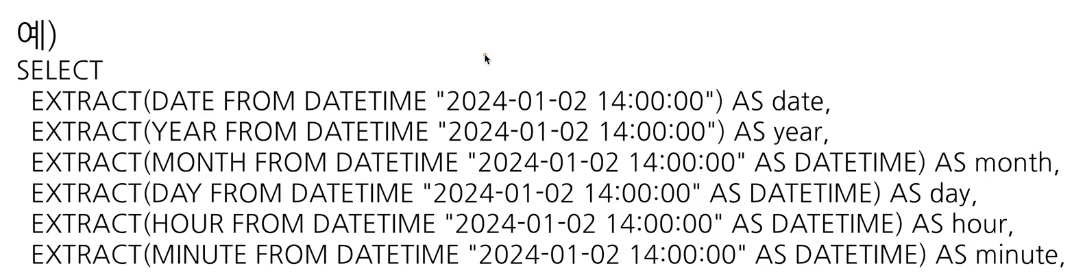 예)
SELECT
EXTRACT(DATE FROM DATETIME "2024-01-02 14:00:00") AS date,
EXTRACT(YEAR FROM DATETIME "2024-01-02 14:00:00") AS year,
EXTRACT(MONTH FROM DATETIME "2024-01-02 14:00:00" AS DATETIME) AS month,
EXTRACT(DAY FROM DATETIME "2024-01-02 14:00:00" AS DATETIME) AS day,
EXTRACT(HOUR FROM DATETIME "2024-01-02 14:00:00" AS DATETIME) AS hour,
EXTRACT(MINUTE FROM DATETIME "2024-01-02 14:00:00" AS DATETIME) AS minute,